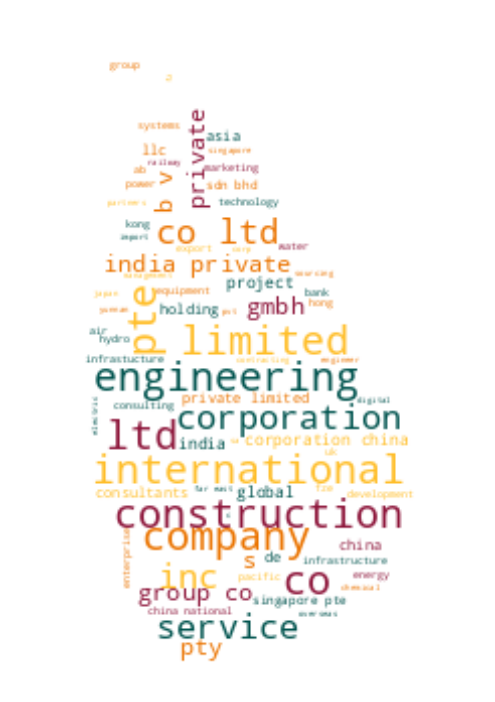 group
systems
asia
llc
singapore
railway
private
ab
marketing
power
b v
sdn bhd
partners
technology
kong
co ltd
import
water
export
corp
india private
management
sourcing
project
equipment
bank
japan
pte
hong
yunnan
holding
pvt
gmbh
air
hydro
limited
infrastucture
contracting
engineer
engineering
private limited
digital
electric
consulting
corporation
ltd
india
corporation china
uk
international
consultants
far east
global
fze
development
construction
company
enterprise
china
s
de
infrastructure
inc
pacific
co
energy
chemical
group co
singapore pte
china national
overseas
service
pty